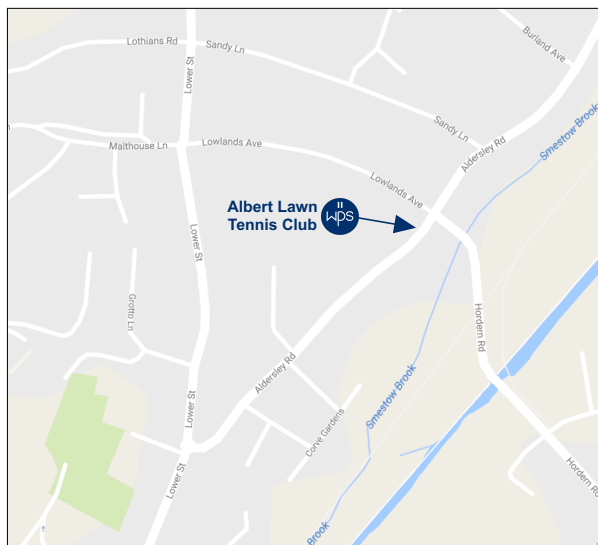 Lothians Rd
Sandy Ln
Lower St
Burland Ave
Malthouse Ln
Lowlands Ave
Sandy Ln
Aldersley Rd
Smestow Brook
Lowlands Ave
Albert Lawn
Tennis Club
wps
Lower St
Grotto Ln
Hordern Rd
Aldersley Rd
Smestow Brook
Lower St
Corve Gardens
Lower St
Hordern Rd
Brook